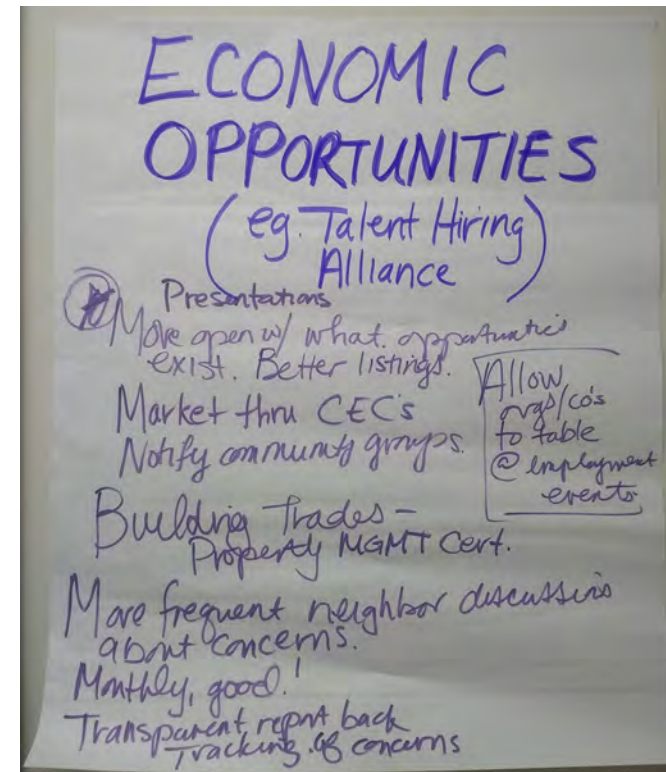 ECONOMIC
OPPORTUNITIES
(eg. Talent Hiring
Alliance)
Presentations
More open w/ what opportunities
exist. Better listings.
Market thru CEC's
Notify community groups.
Allow
orgs/co's
to table
@ employment
events
Building Trades -
Property MGMT Cert.
More frequent neighbor discussions
about concerns.
Monthly, good!
Transparent report back
Tracking of concerns